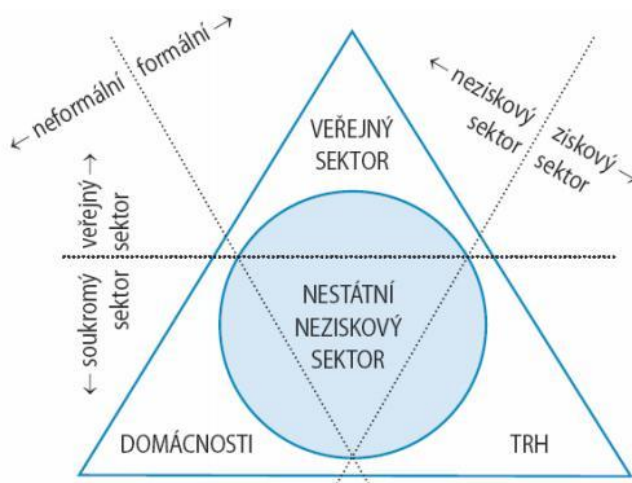 ← neformální formální →
← neziskový sektor
ziskový → sektor
VEŘEJNÝ
SEKTOR
← soukromý veřejný →
sektor sektor
NESTÁTNÍ
NEZISKOVÝ
SEKTOR
DOMÁCNOSTI
TRH